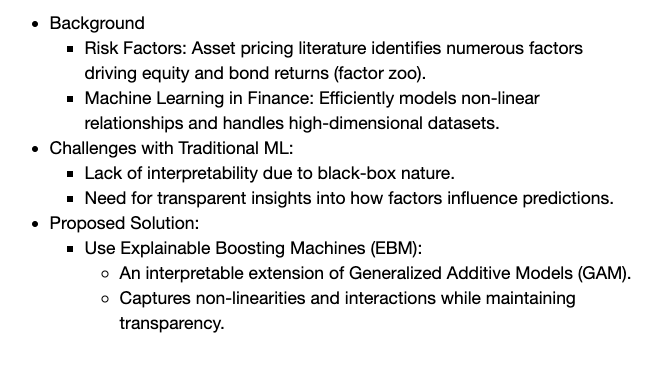 • Background
▪ Risk Factors: Asset pricing literature identifies numerous factors
driving equity and bond returns (factor zoo).
▪ Machine Learning in Finance: Efficiently models non-linear
relationships and handles high-dimensional datasets.
• Challenges with Traditional ML:
▪ Lack of interpretability due to black-box nature.
▪ Need for transparent insights into how factors influence predictions.
• Proposed Solution:
▪ Use Explainable Boosting Machines (EBM):
◦ An interpretable extension of Generalized Additive Models (GAM).
◦ Captures non-linearities and interactions while maintaining
transparency.